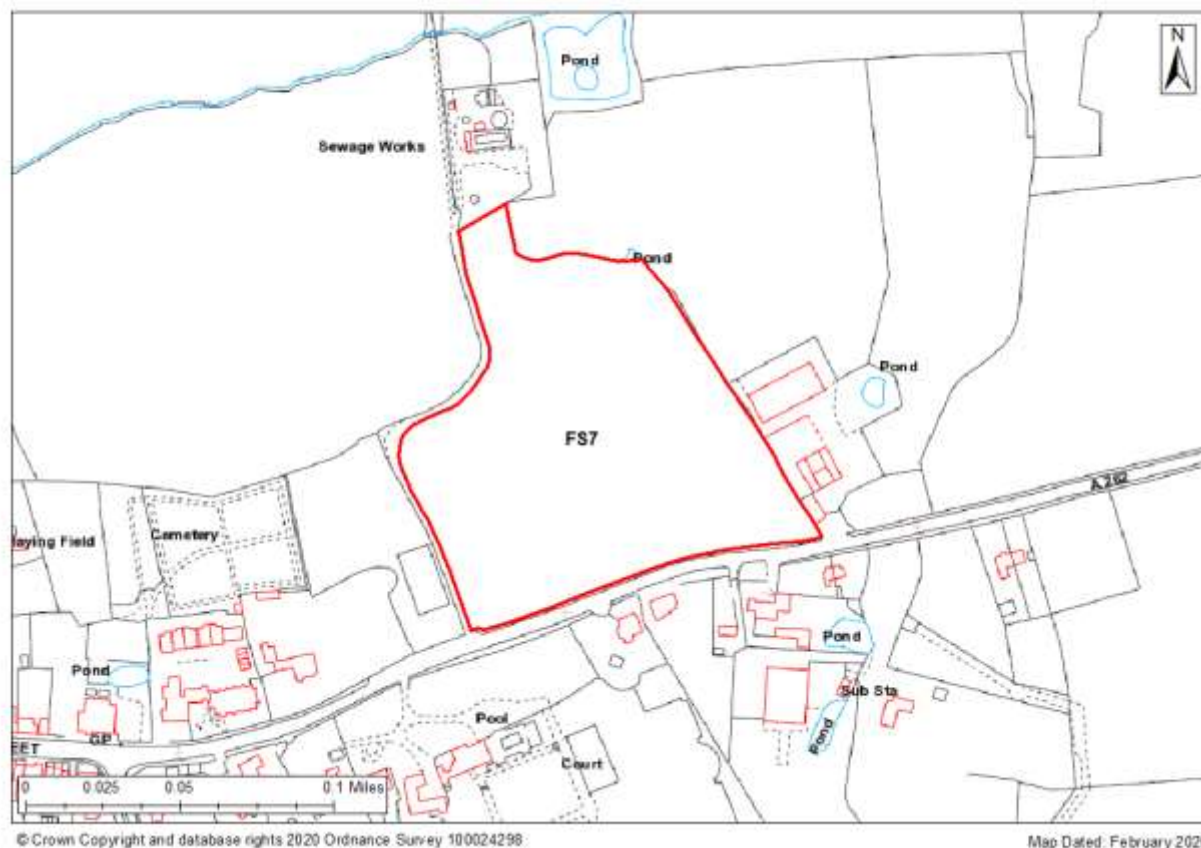 N
Pond
Sewage Works
Pond
Pond
FS7
A 262
laying Field
Cemetery
Pond
Pond
Sub Sta
Pool
Pond
GP
EET
Court
0 0.025 0.05 0.1 Miles
© Crown Copyright and database rights 2020 Ordnance Survey 100024298
Map Dated: February 202